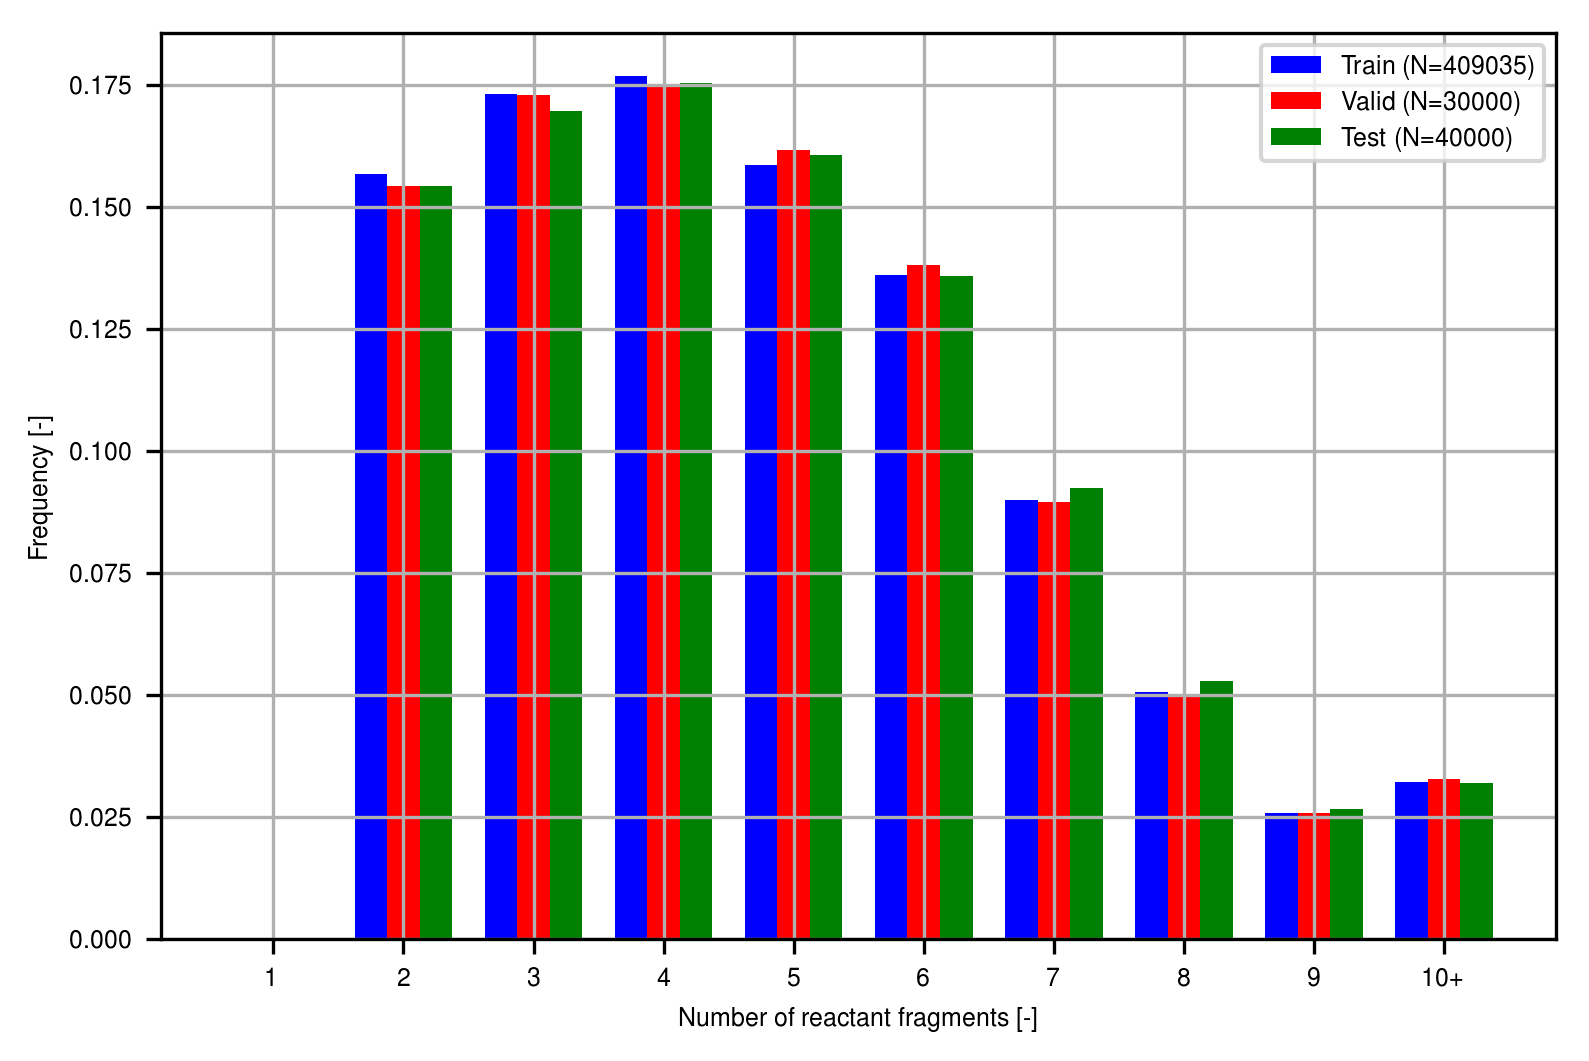 Train (N=409035)
Valid (N=30000)
Test (N=40000)
0.175
0.150
0.125
0.100
0.075
0.050
0.025
0.000
Frequency [-]
1 2 3 4 5 6 7 8 9 10+
Number of reactant fragments [-]